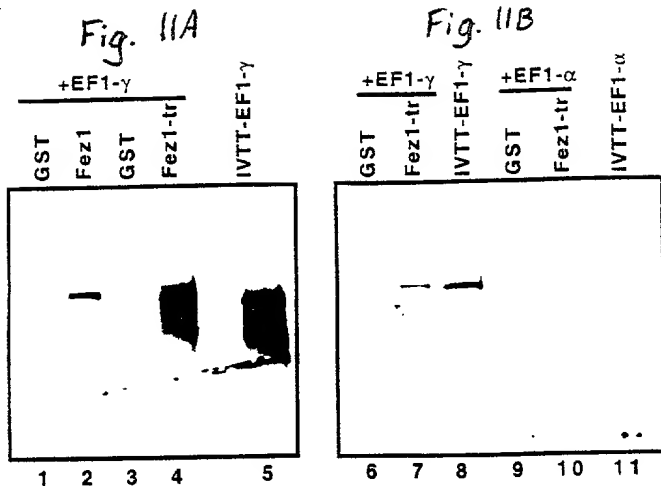 Fig. 11A
+EF1-γ
GST
Fez1
GST
Fez1-tr
IVTT-EF1-γ
1 2 3 4 5
Fig. 11B
+EF1-γ
+EF1-α
GST
Fez1-tr
IVTT-EF1-γ
GST
Fez1-tr
IVTT-EF1-α
6 7 8 9 10 11